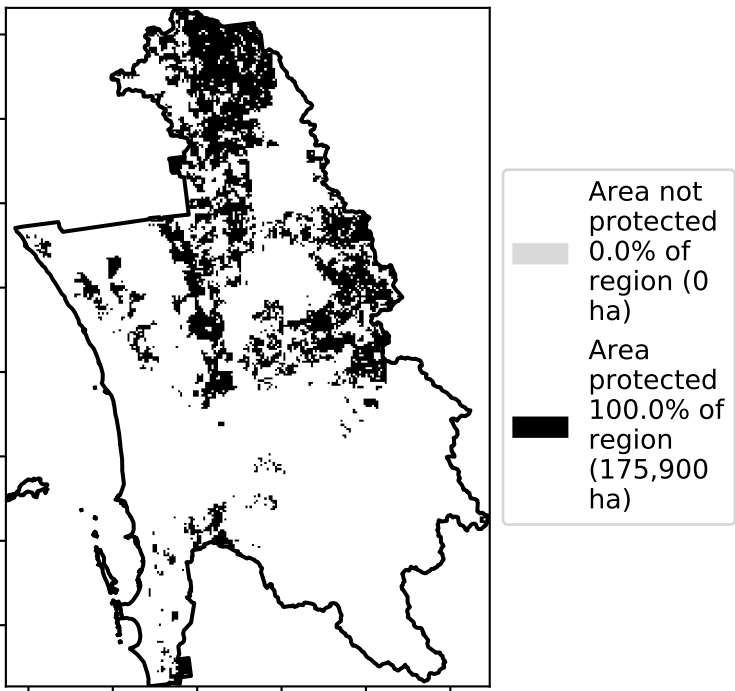 Area not
protected
0.0% of
region (0
ha)
Area
protected
100.0% of
region
(175,900
ha)